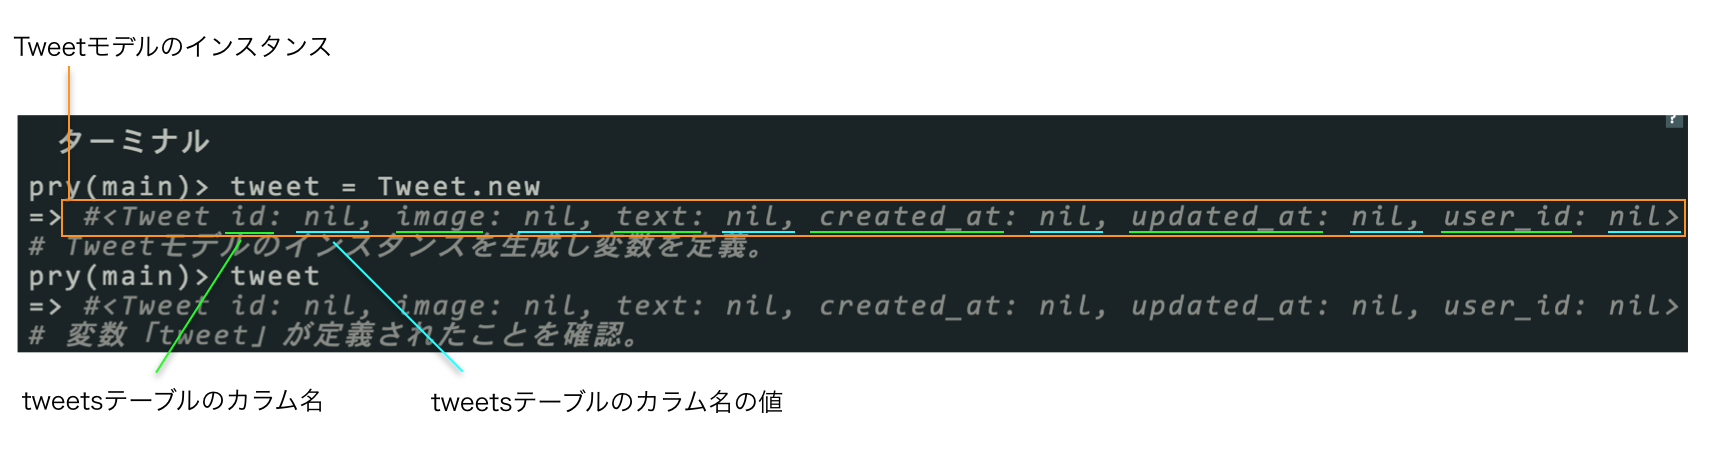 Tweetモデルのインスタンス
?
ターミナル
pry(main)> tweet = Tweet.new
=> #<Tweet id: nil, image: nil, text: nil, created_at: nil, updated_at: nil, user_id: nil>
# Tweetモデルのインスタンスを生成し変数を定義。
pry(main)> tweet
=> #<Tweet id: nil, image: nil, text: nil, created_at: nil, updated_at: nil, user_id: nil>
# 変数「tweet」が定義されたことを確認。
tweetsテーブルのカラム名
tweetsテーブルのカラム名の値